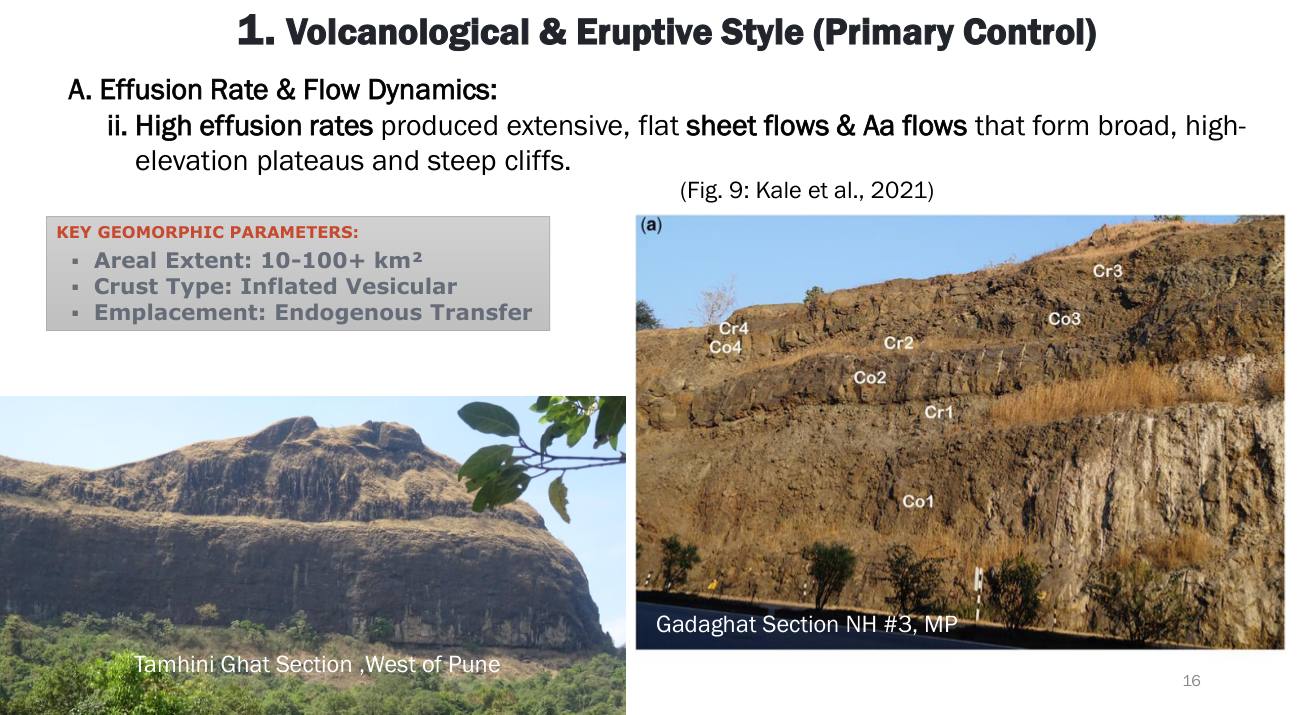 1. Volcanological & Eruptive Style (Primary Control)
A. Effusion Rate & Flow Dynamics:
ii. High effusion rates produced extensive, flat sheet flows & Aa flows that form broad, high-
elevation plateaus and steep cliffs.
(Fig. 9: Kale et al., 2021)
KEY GEOMORPHIC PARAMETERS:
▪ Areal Extent: 10-100+ km²
▪ Crust Type: Inflated Vesicular
▪ Emplacement: Endogenous Transfer
(a)
Cr3
Co3
Cr4
Co4
Cr2
Co2
Cr1
Co1
Gadaghat Section NH #3, MP
Tamhini Ghat Section ,West of Pune
16